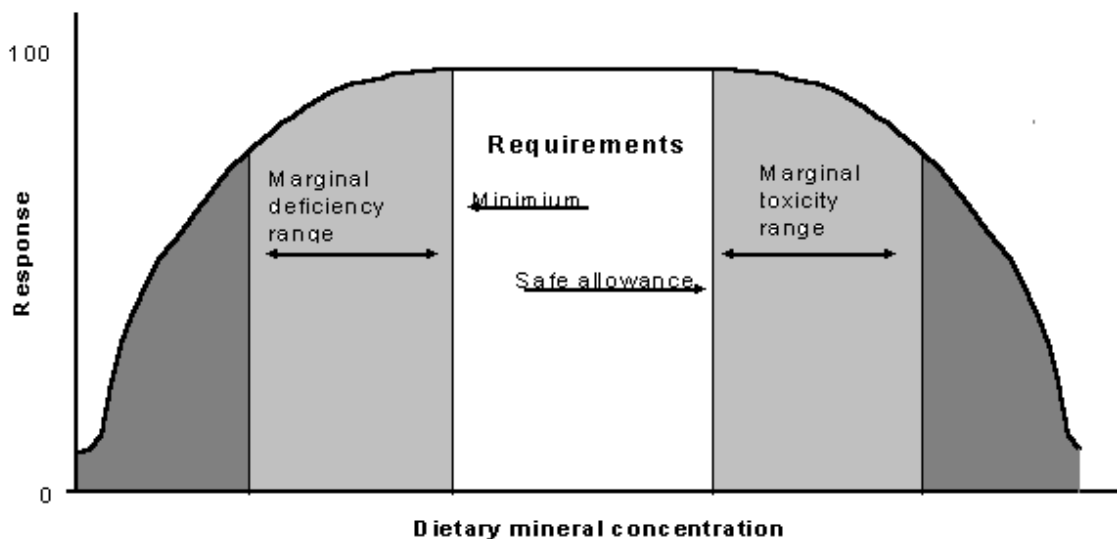 100
Requirements
Marginal
deficiency
range
Minimium
Marginal
toxicity
range
Safe allowance
Response
0
Dietary mineral concentration